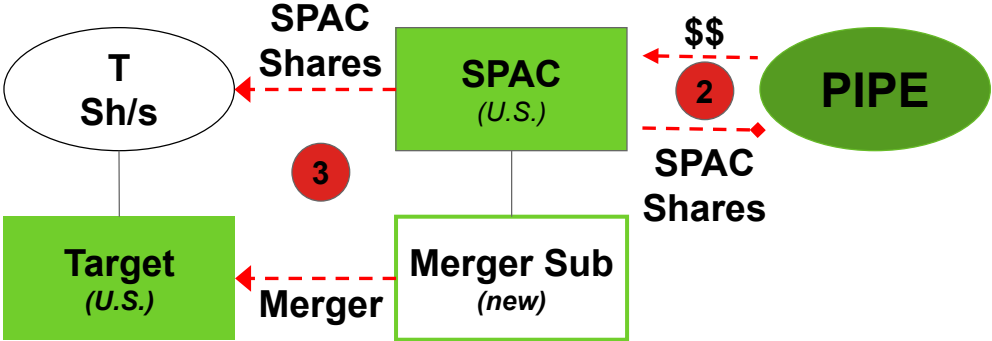 T
Sh/s
SPAC
Shares
SPAC
(U.S.)
$$
2
PIPE
SPAC
Shares
3
Target
(U.S.)
Merger
Merger Sub
(new)